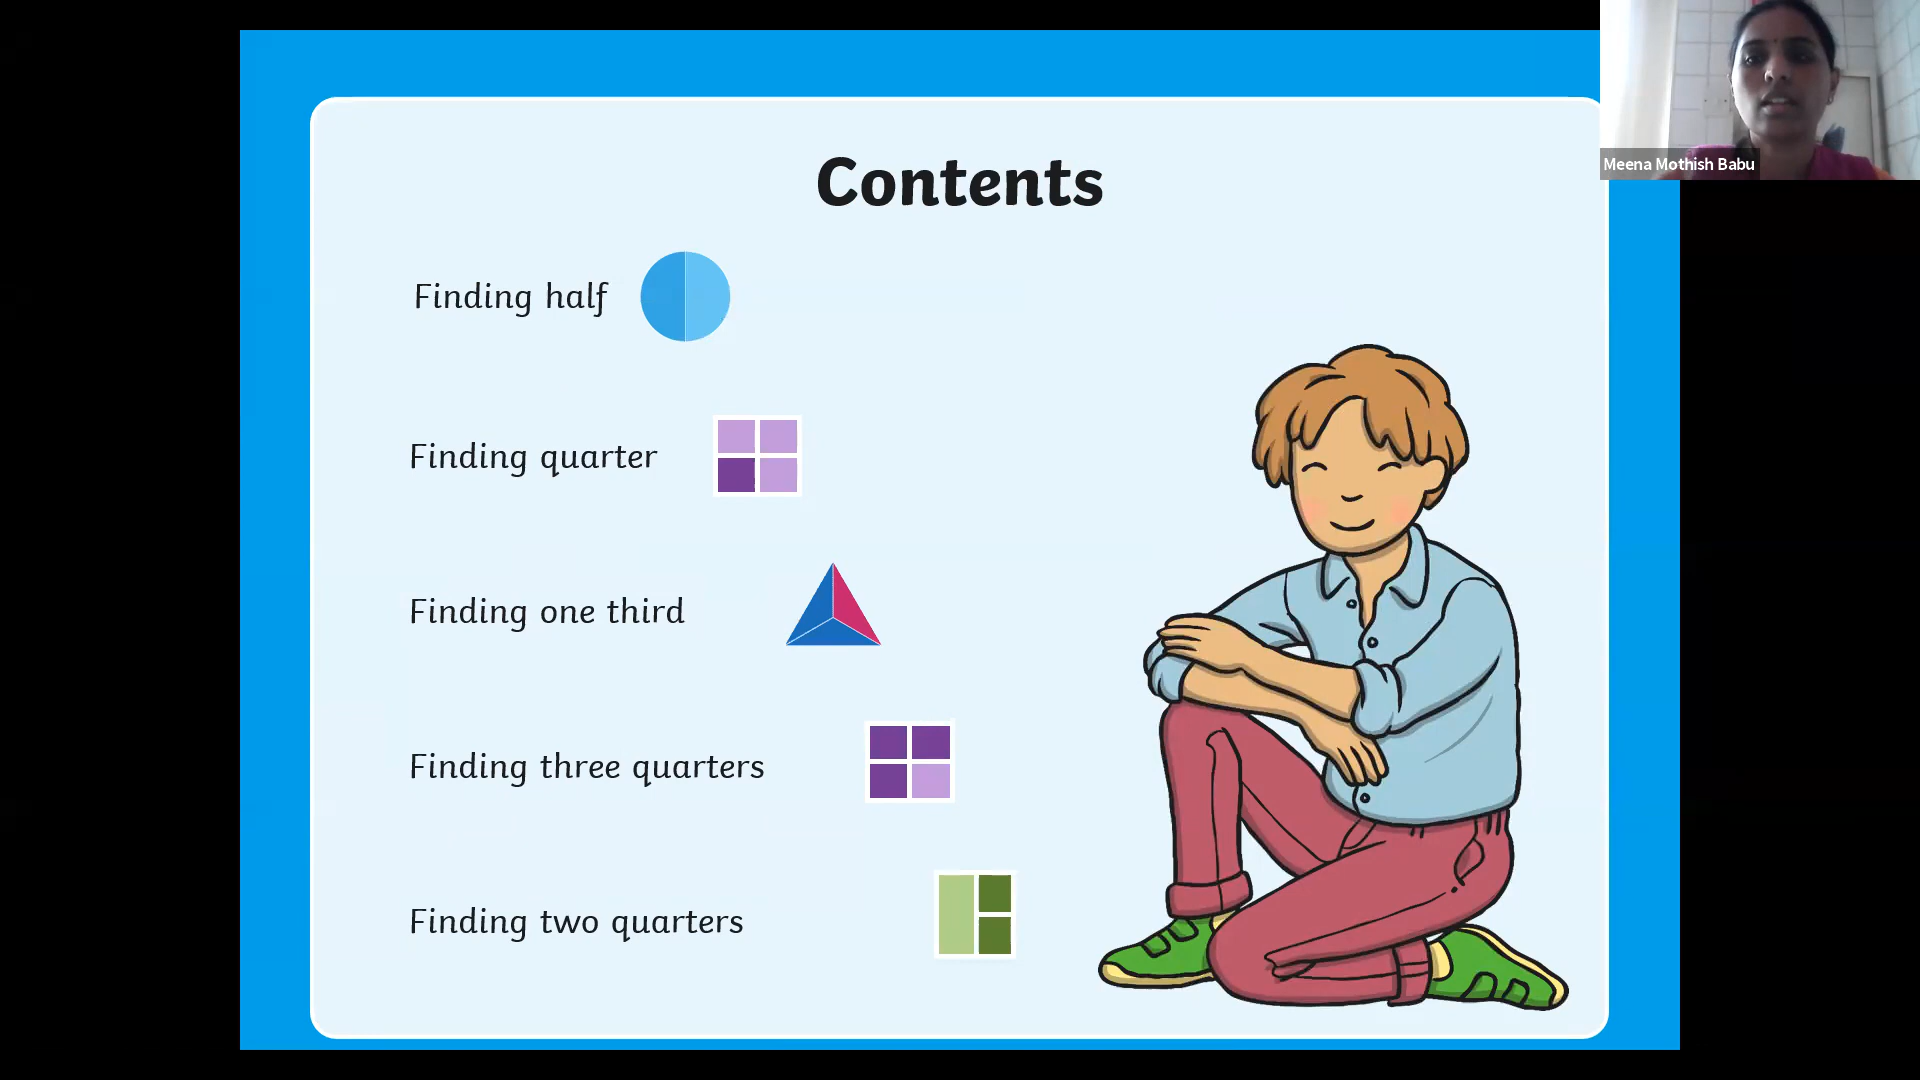 Contents
Meena Mothish Babu
Finding half
Finding quarter
Finding one third
Finding three quarters
Finding two quarters